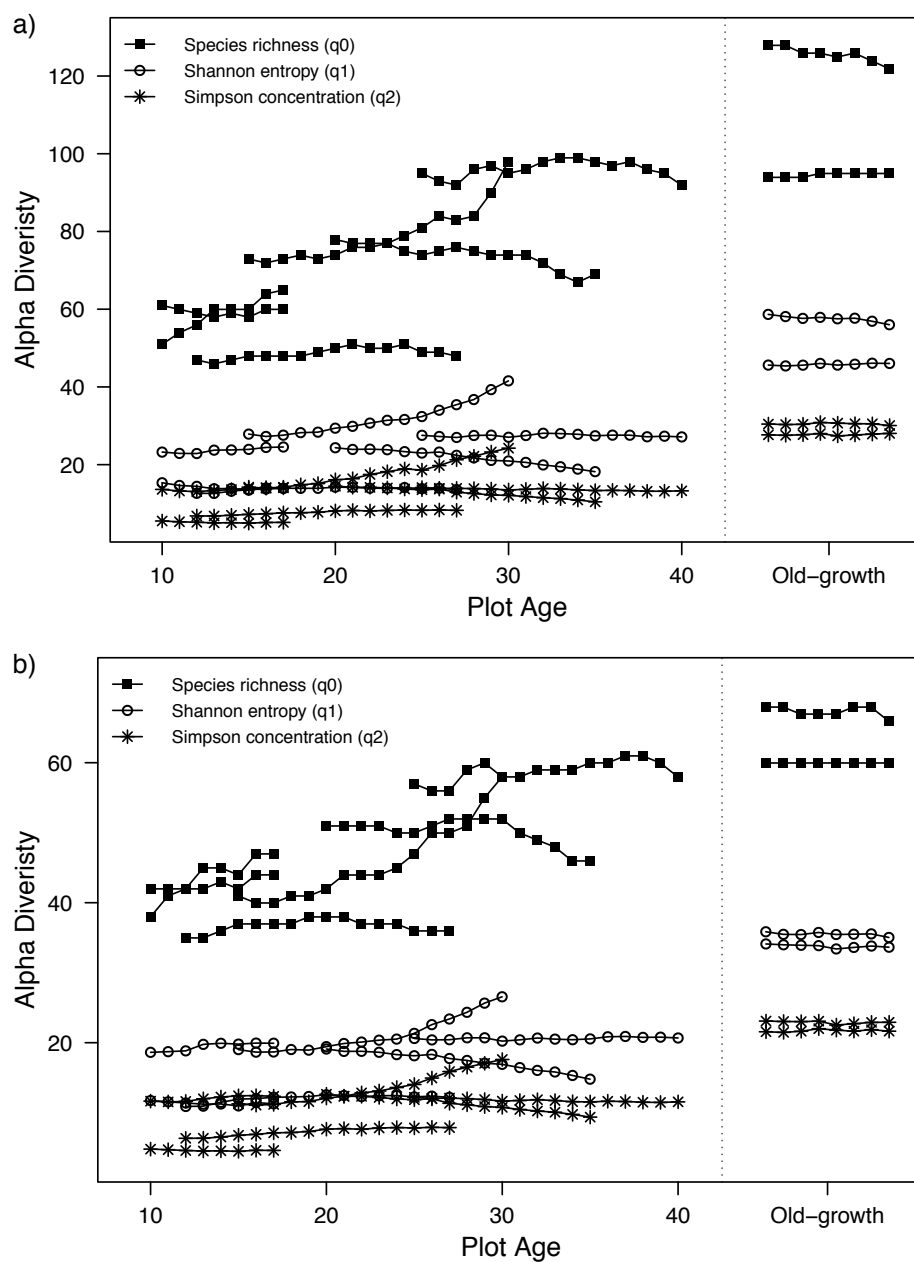 a)
Species richness (q0)
Shannon entropy (q1)
Simpson concentration (q2)
120
100
80
60
40
20
Alpha Diveristy
10
20
30
40
Old−growth
Plot Age
b)
Species richness (q0)
Shannon entropy (q1)
Simpson concentration (q2)
60
40
20
Alpha Diveristy
10
20
30
40
Old−growth
Plot Age